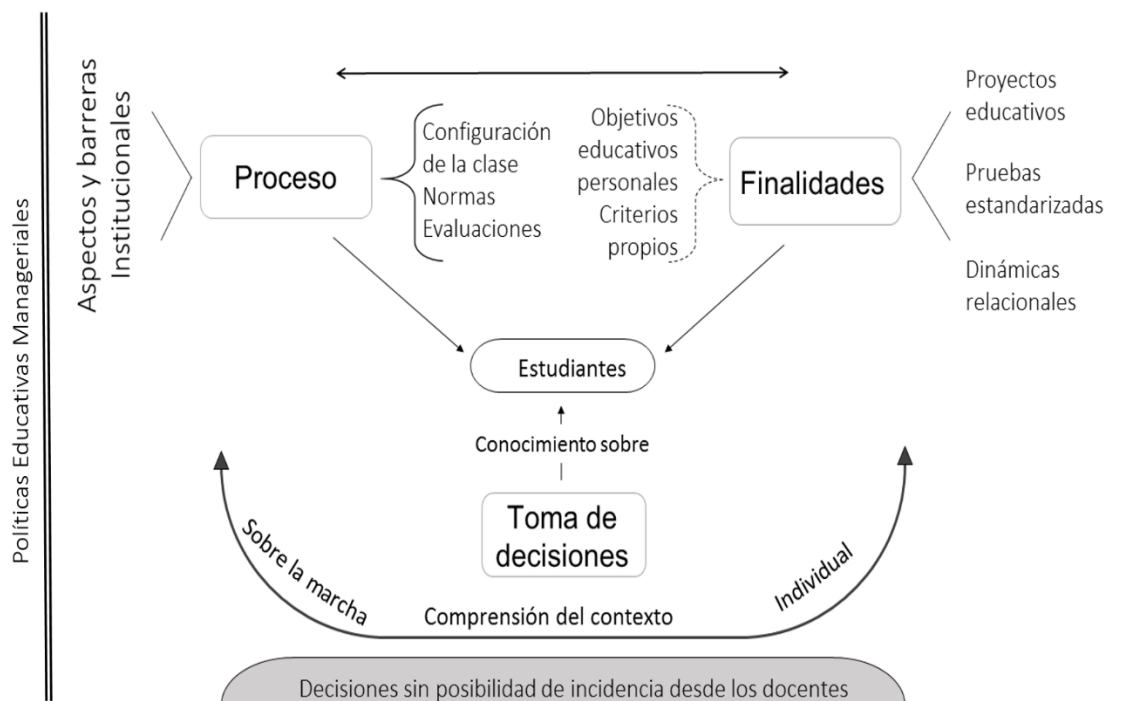 Políticas Educativas Manageriales
Aspectos y barreras
Institucionales
Proceso
Configuración
de la clase
Normas
Evaluaciones
Objetivos
educativos
personales
Criterios
propios
Finalidades
Proyectos
educativos
Pruebas
estandarizadas
Dinámicas
relacionales
Estudiantes
Conocimiento sobre
Toma de
decisiones
Sobre la marcha
Comprensión del contexto
Individual
Decisiones sin posibilidad de incidencia desde los docentes